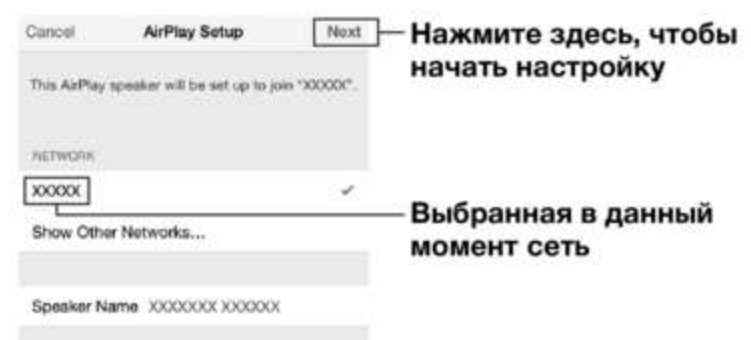 Cancel AirPlay Setup Next
Нажмите здесь, чтобы
начать настройку
This AirPlay speaker will be set up to join "XXXXX".
NETWORK
XXXXX
Выбранная в данный
момент сеть
Show Other Networks...
Speaker Name XXXXXXX XXXXXX